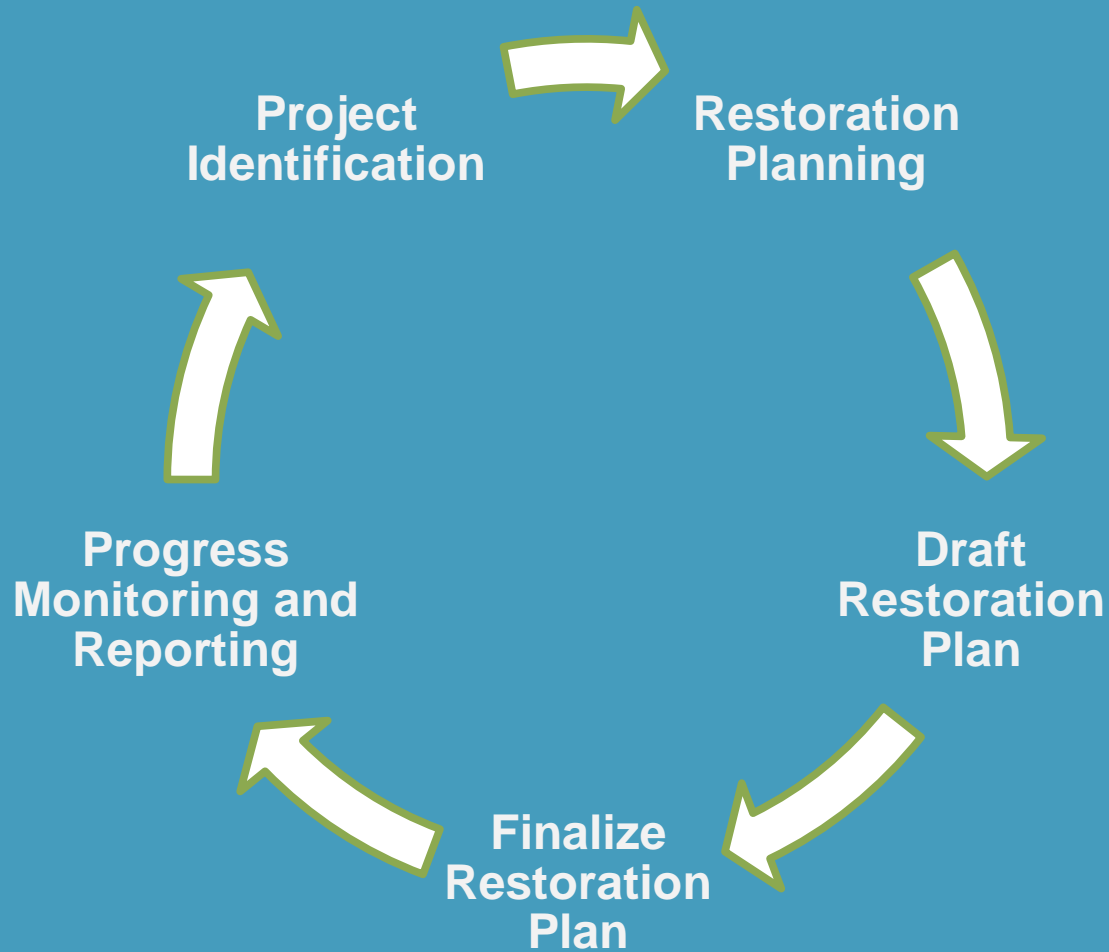 Project
Identification
Restoration
Planning
Draft
Restoration
Plan
Finalize
Restoration
Plan
Progress
Monitoring and
Reporting